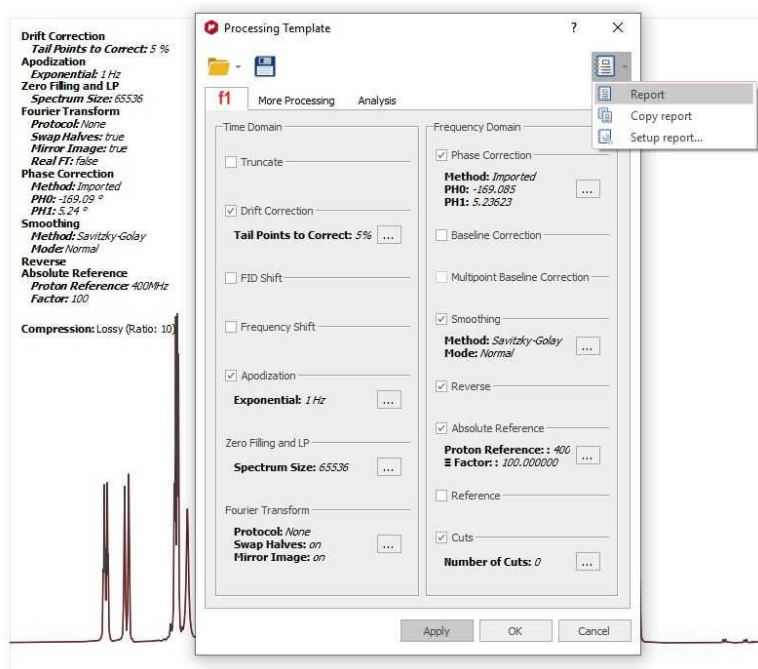 Drift Correction
Tail Points to Correct: 5 %
Apodization
Exponential: 1 Hz
Zero Filling and LP
Spectrum Size: 65536
Fourier Transform
Protocol: None
Swap Halves: true
Mirror Image: true
Real FT: false
Phase Correction
Method: Imported
PH0: -169.09 °
PH1: 5.24 °
Smoothing
Method: Savitzky-Golay
Mode: Normal
Reverse
Absolute Reference
Proton Reference: 400MHz
Factor: 100
Compression: Lossy (Ratio: 10)
Processing Template
? X
Report
Copy report
Setup report...
f1 More Processing Analysis
Time Domain
Truncate
Drift Correction
Tail Points to Correct: 5% ...
FID Shift
Frequency Shift
Apodization
Exponential: 1 Hz ...
Zero Filling and LP
Spectrum Size: 65536 ...
Fourier Transform
Protocol: None
Swap Halves: on ...
Mirror Image: on
Frequency Domain
Phase Correction
Method: Imported
PH0: -169.085 ...
PH1: 5.23623
Baseline Correction
Multipoint Baseline Correction
Smoothing
Method: Savitzky-Golay ...
Mode: Normal
Reverse
Absolute Reference
Proton Reference: : 400
Ξ Factor: : 100.000000 ...
Reference
Cuts
Number of Cuts: 0 ...
Apply OK Cancel